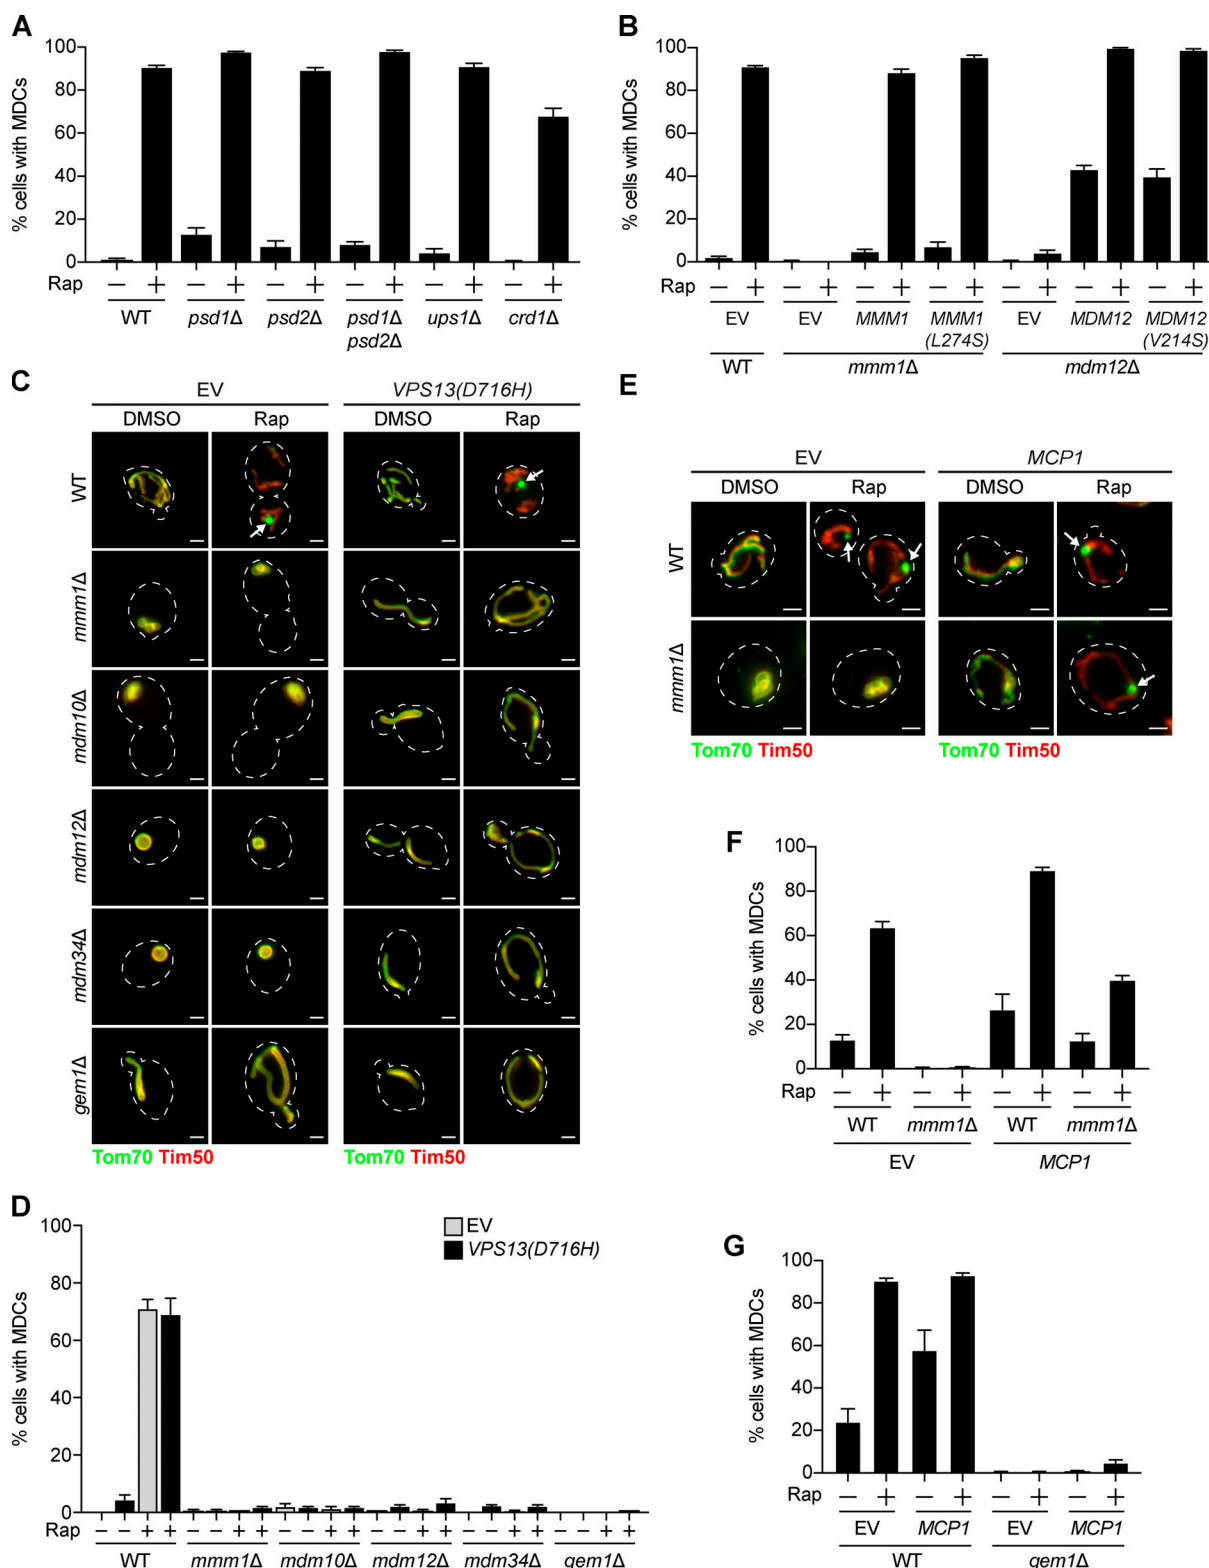 A
% cells with MDCs
100
80
60
40
20
0
Rap − + − + − + − + − + − +
WT psd1Δ psd2Δ psd1Δ ups1Δ crd1Δ
psd2Δ
B
% cells with MDCs
100
80
60
40
20
0
Rap − + − + − + − + − + − + − +
EV EV MMM1 MMM1 EV MDM12 MDM12
(L274S) (V214S)
WT mmm1Δ mdm12Δ
C
EV VPS13(D716H)
DMSO Rap DMSO Rap
WT
mmm1Δ
mdm10Δ
mdm12Δ
mdm34Δ
gem1Δ
Tom70 Tim50 Tom70 Tim50
E
EV MCP1
DMSO Rap DMSO Rap
WT
mmm1Δ
Tom70 Tim50 Tom70 Tim50
F
% cells with MDCs
100
80
60
40
20
0
Rap − + − + − + − +
WT mmm1Δ WT mmm1Δ
EV MCP1
D
% cells with MDCs
100
80
60
40
20
0
EV
VPS13(D716H)
Rap − − + + − − + + − − + + − − + + − − + + − − + +
WT mmm1Δ mdm10Δ mdm12Δ mdm34Δ gem1Δ
G
% cells with MDCs
100
80
60
40
20
0
Rap − + − + − + − +
EV MCP1 EV MCP1
WT gem1Δ